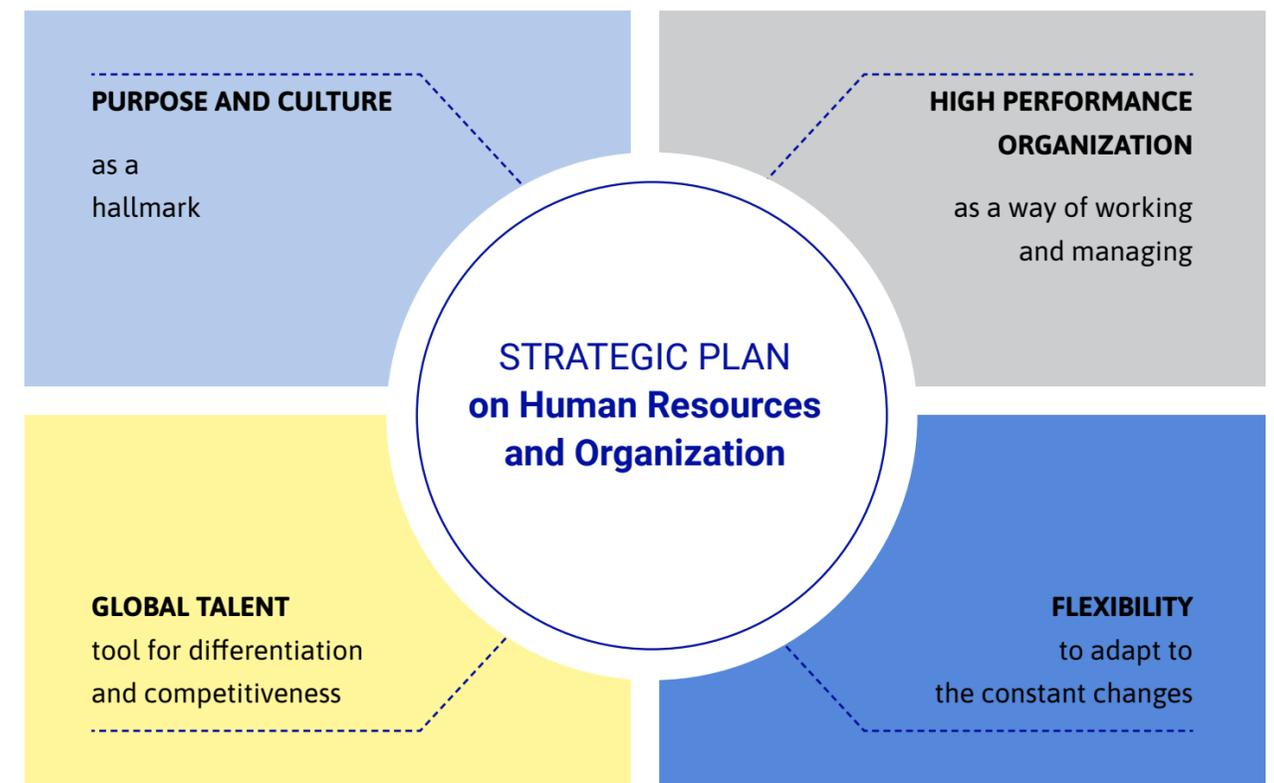 PURPOSE AND CULTURE
as a
hallmark
HIGH PERFORMANCE
ORGANIZATION
as a way of working
and managing
STRATEGIC PLAN
on Human Resources
and Organization
GLOBAL TALENT
tool for differentiation
and competitiveness
FLEXIBILITY
to adapt to
the constant changes